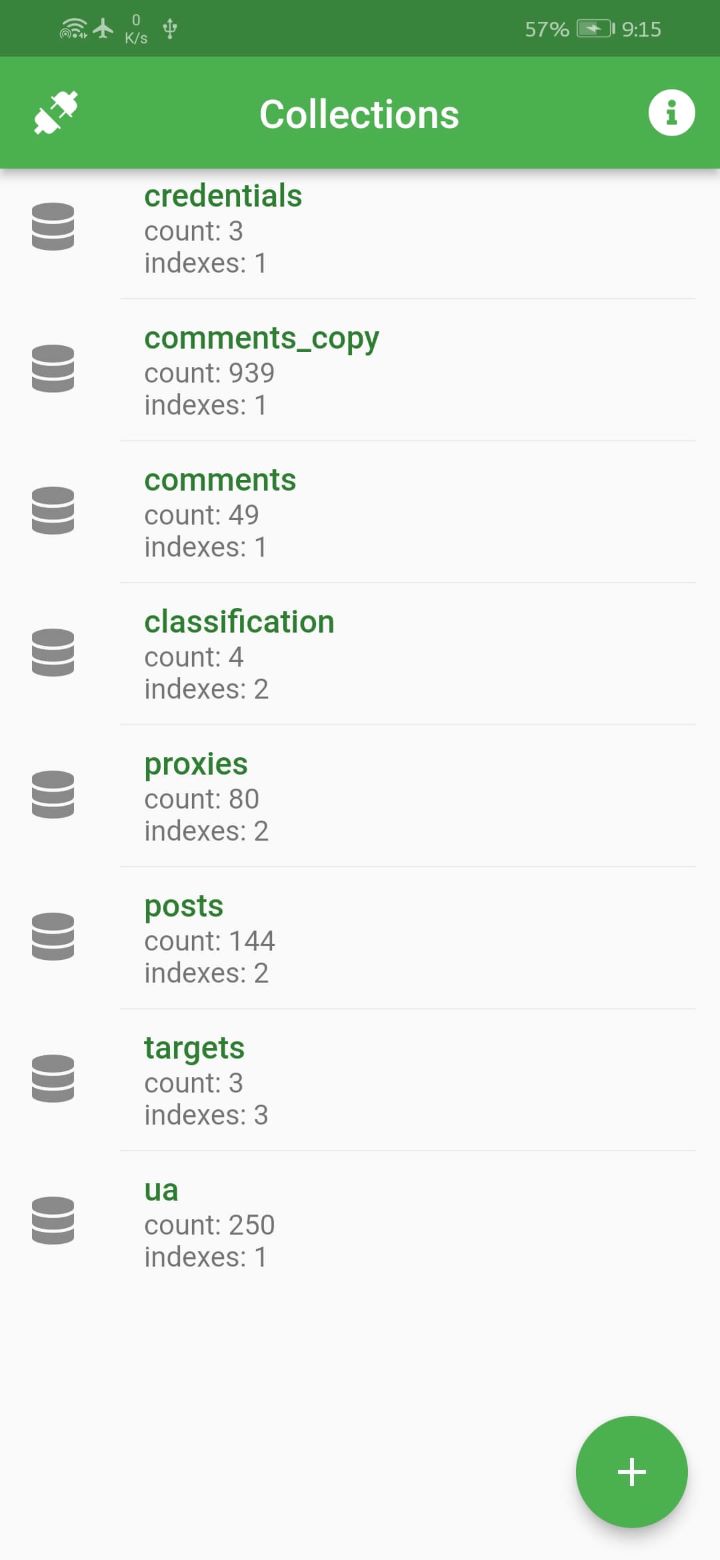 0
K/s
57%
9:15
Collections
credentials
count: 3
indexes: 1
comments_copy
count: 939
indexes: 1
comments
count: 49
indexes: 1
classification
count: 4
indexes: 2
proxies
count: 80
indexes: 2
posts
count: 144
indexes: 2
targets
count: 3
indexes: 3
ua
count: 250
indexes: 1